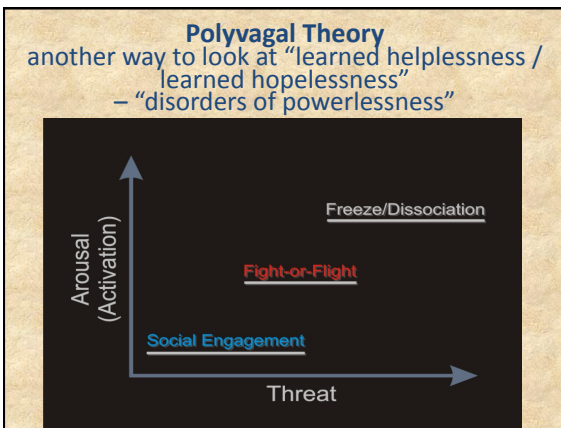 Polyvagal Theory
another way to look at “learned helplessness /
learned hopelessness”
– “disorders of powerlessness”
Freeze/Dissociation
Fight-or-Flight
Social Engagement
Arousal
(Activation)
Threat